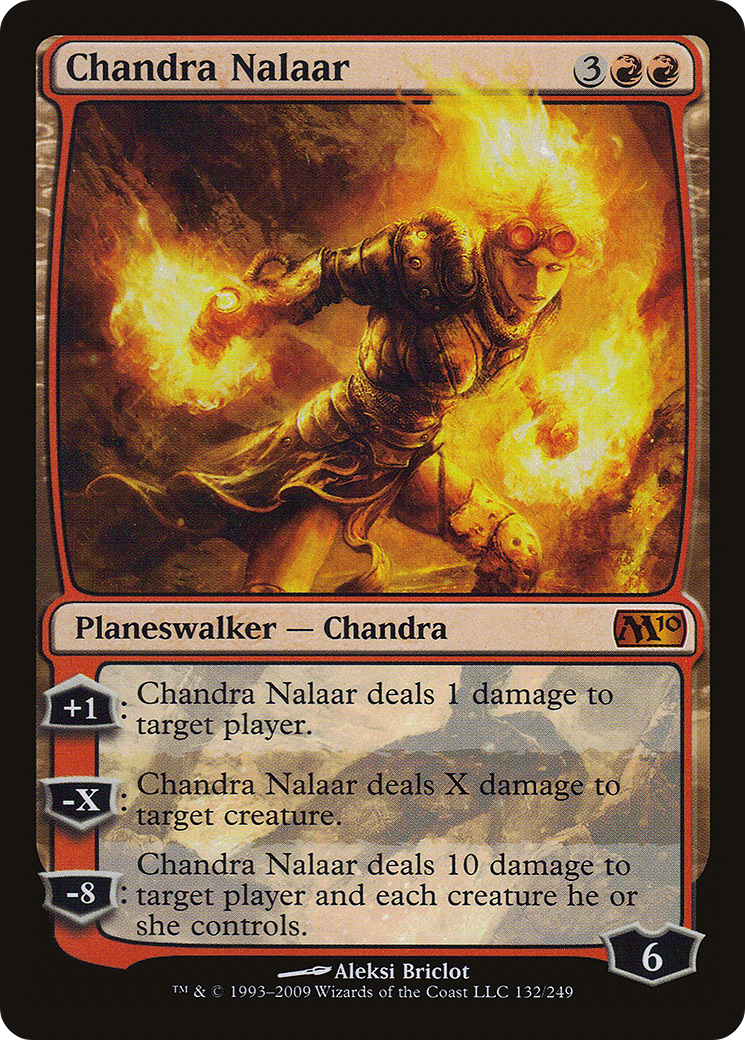 Chandra Nalaar 3
Planeswalker — Chandra M10
+1 : Chandra Nalaar deals 1 damage to
target player.
-X : Chandra Nalaar deals X damage to
target creature.
Chandra Nalaar deals 10 damage to
-8 : target player and each creature he or
she controls.
6
Aleksi Briclot
™ & © 1993–2009 Wizards of the Coast LLC 132/249